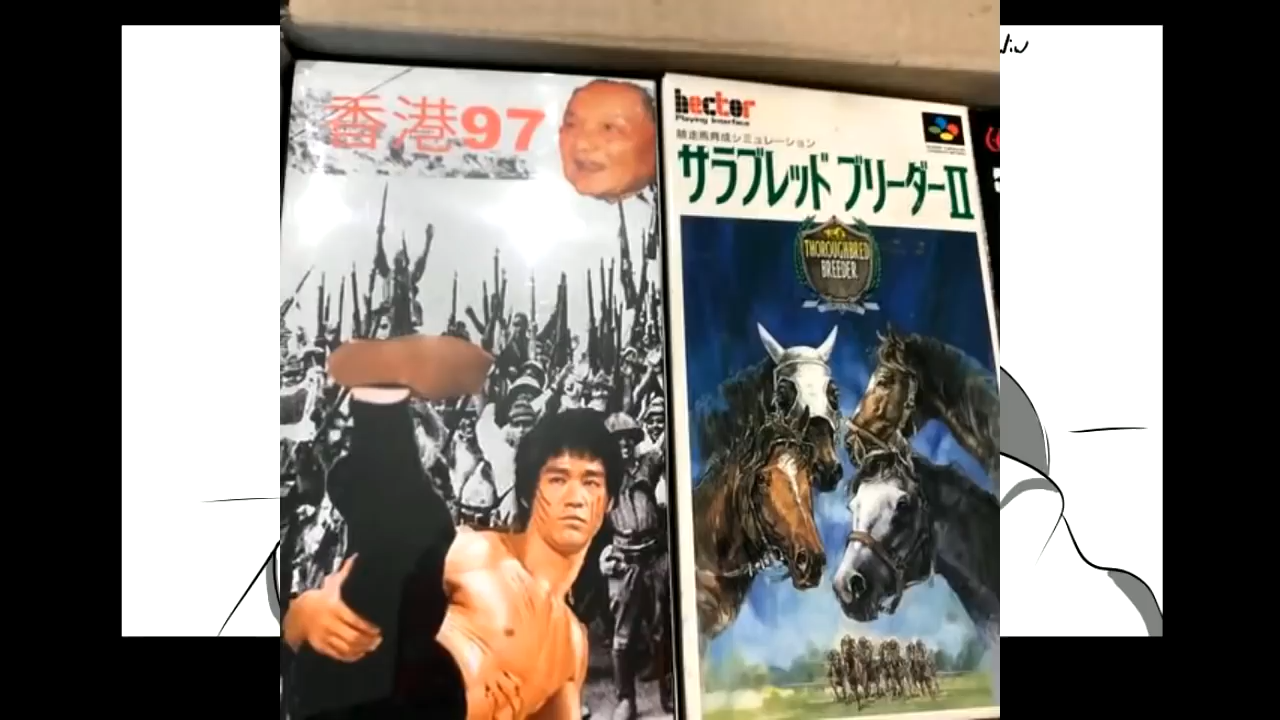 香港97
hector
Playing Interface
競走馬育成シミュレーション
サラブレッド ブリーダーII
THOROUGHBRED
BREEDER